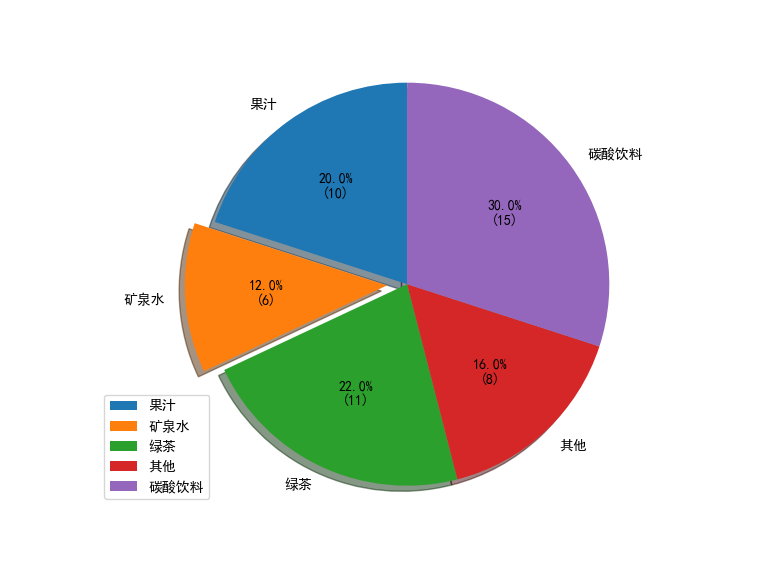 果汁
20.0%
(10)
碳酸饮料
30.0%
(15)
矿泉水
12.0%
(6)
16.0%
(8)
22.0%
(11)
其他
绿茶
果汁
矿泉水
绿茶
其他
碳酸饮料